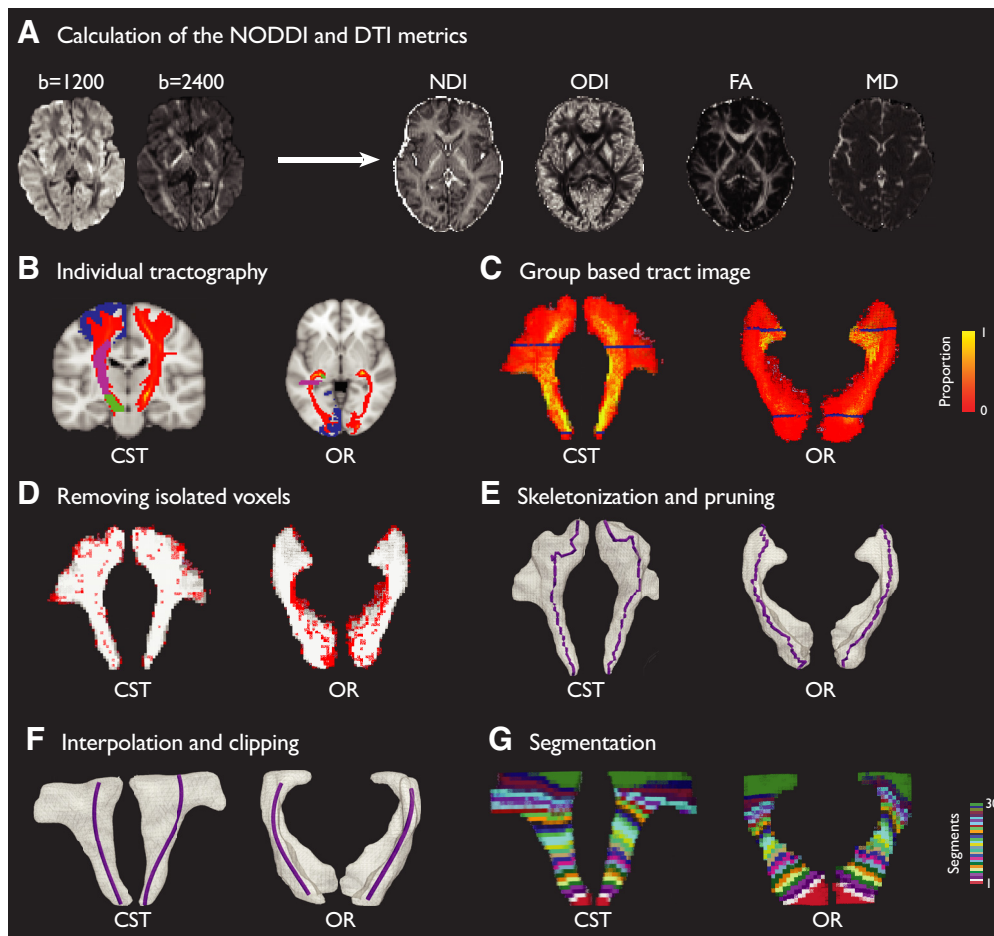 A Calculation of the NODDI and DTI metrics
b=1200 b=2400 NDI ODI FA MD
B Individual tractography
CST OR
C Group based tract image
CST OR
1
Proportion
0
D Removing isolated voxels
CST OR
E Skeletonization and pruning
CST OR
F Interpolation and clipping
CST OR
G Segmentation
CST OR
30
Segments
1